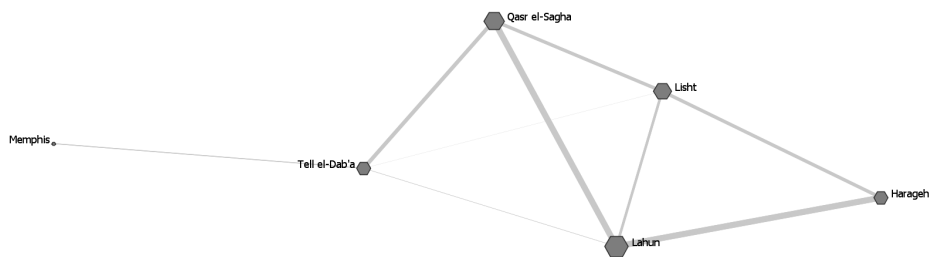 Qasr el-Sagha
Lisht
Memphis
Tell el-Dab'a
Harageh
Lahun